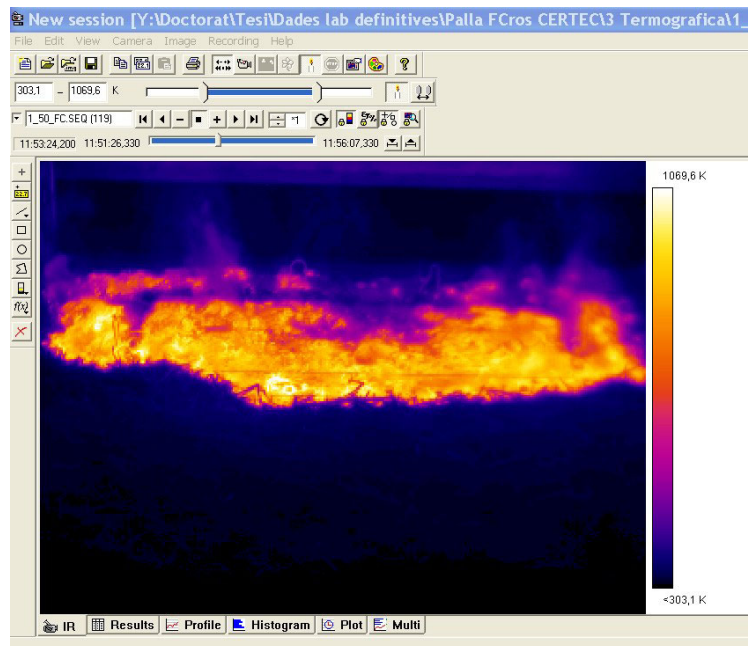 New session [Y:\Doctorat\Tesi\Dades lab definitives\Palla FCros CERTEC\3 Termografica\1_
File Edit View Camera Image Recording Help
303,1 – 1069,6 K
1_50_FC.SEQ (119)
11:53:24,200 11:51:26,330 11:56:07,330
1069,6 K
f(x)
<303,1 K
IR Results Profile Histogram Plot Multi